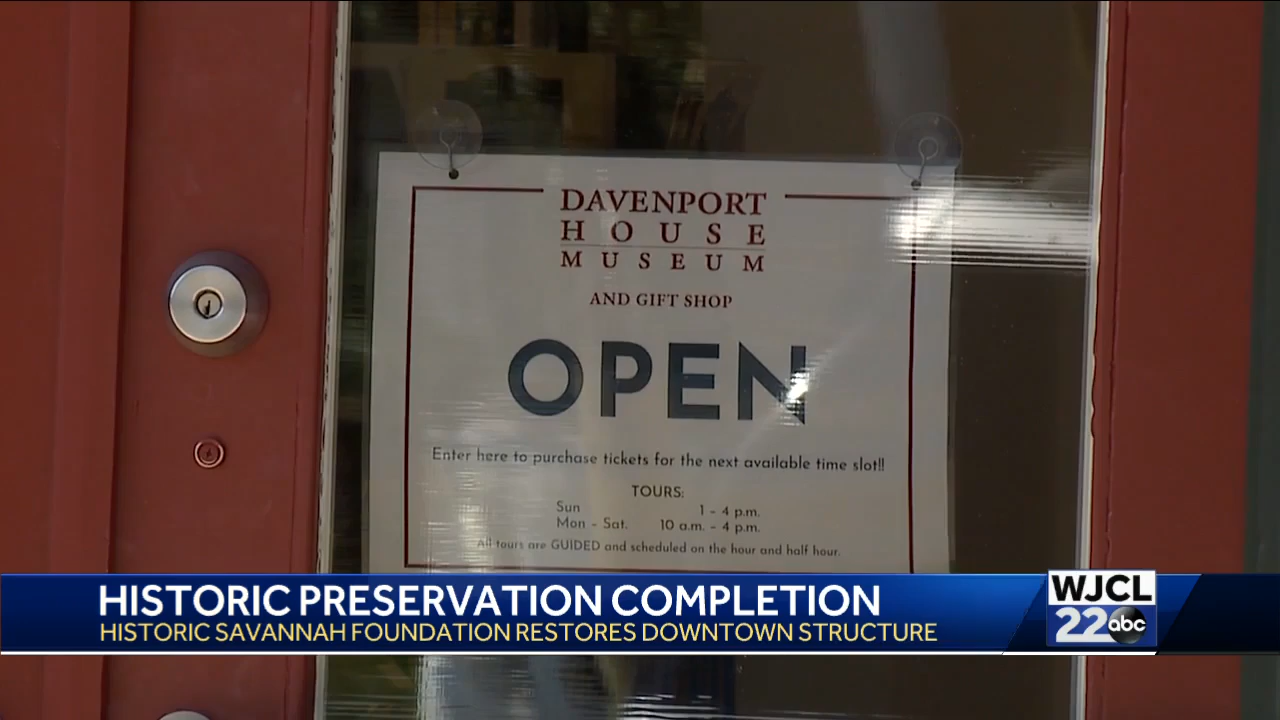 DAVENPORT
HOUSE
MUSEUM
AND GIFT SHOP
OPEN
Enter here to purchase tickets for the next available time slot!!
TOURS:
Sun 1 - 4 p.m.
Mon - Sat. 10 a.m. - 4 p.m.
All tours are GUIDED and scheduled on the hour and half hour.
HISTORIC PRESERVATION COMPLETION
HISTORIC SAVANNAH FOUNDATION RESTORES DOWNTOWN STRUCTURE
WJCL
22 abc